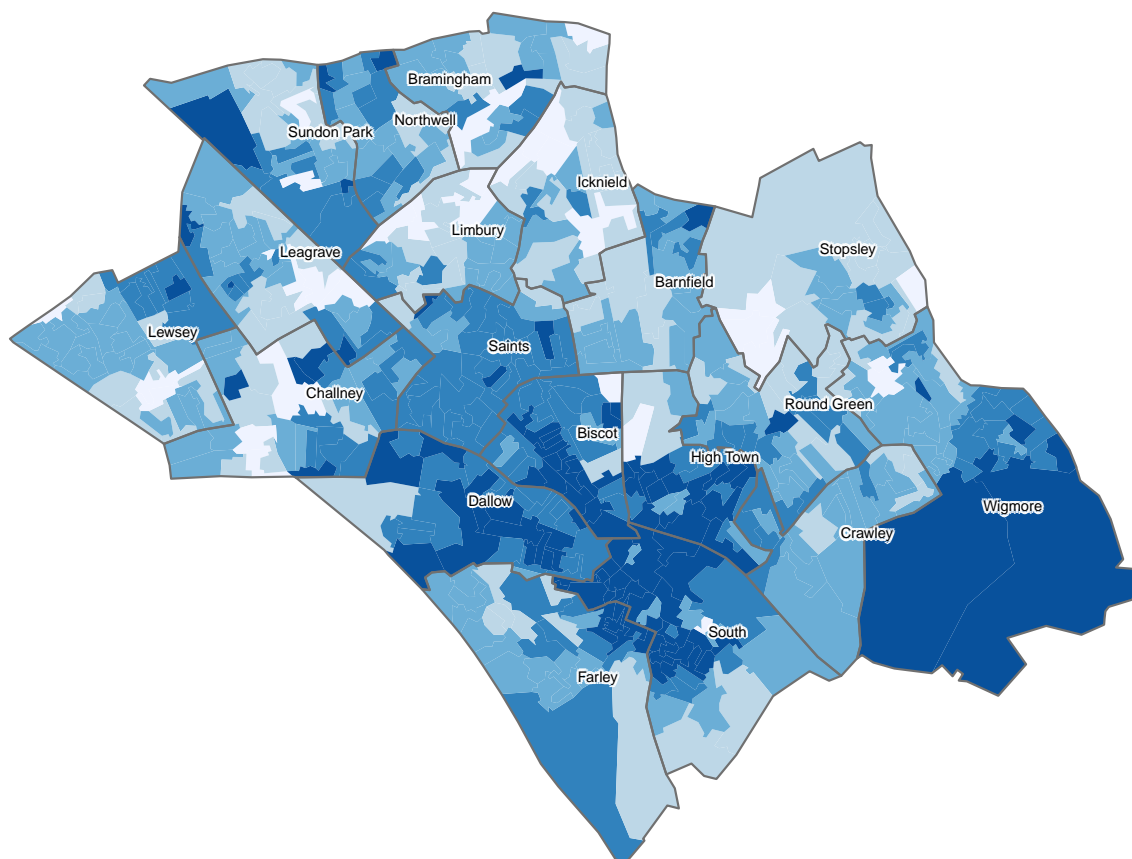 Bramingham
Northwell
Sundon Park
Icknield
Limbury
Stopsley
Leagrave
Barnfield
Lewsey
Saints
Challney
Round Green
Biscot
High Town
Dallow
Wigmore
Crawley
South
Farley